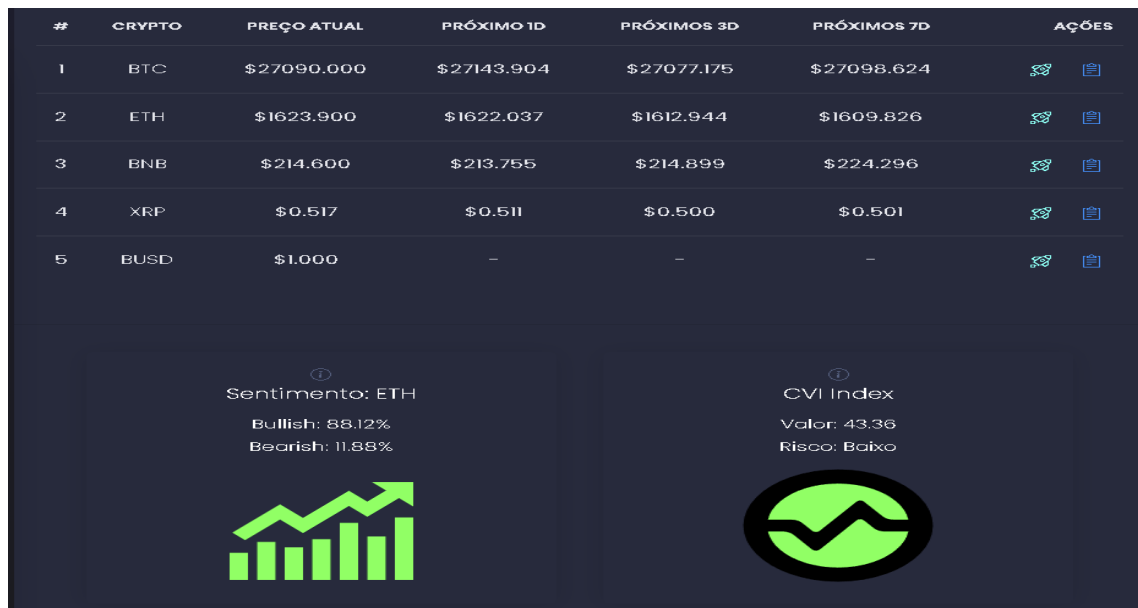 # CRYPTO PREÇO ATUAL PRÓXIMO 1D PRÓXIMOS 3D PRÓXIMOS 7D AÇÕES
1 BTC $27090.000 $27143.904 $27077.175 $27098.624
2 ETH $1623.900 $1622.037 $1612.944 $1609.826
3 BNB $214.600 $213.755 $214.899 $224.296
4 XRP $0.517 $0.511 $0.500 $0.501
5 BUSD $1.000 - - -
Sentimento: ETH
Bullish: 88.12%
Bearish: 11.88%
CVI Index
Valor: 43.36
Risco: Baixo